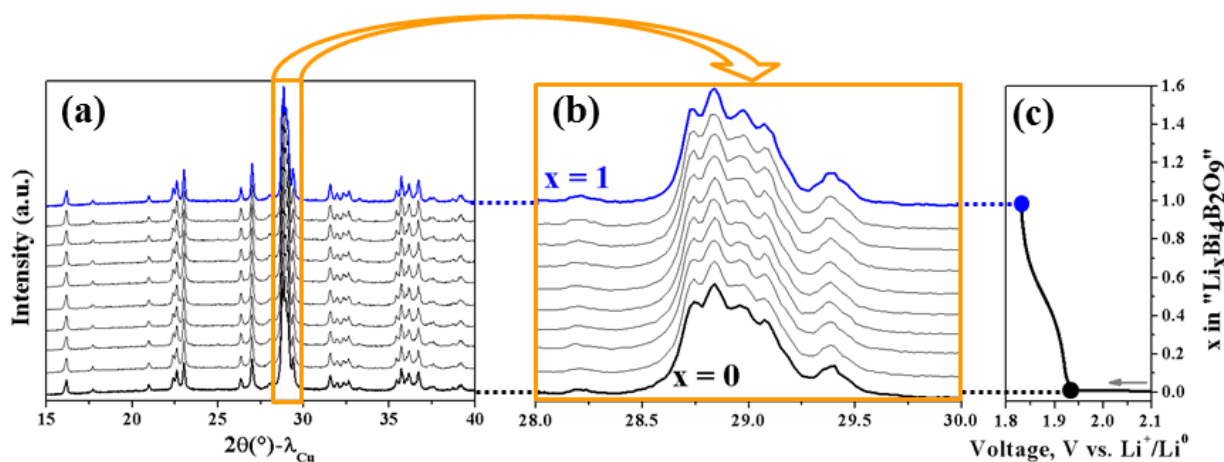 (a)
(b)
(c)
x = 1
x = 0
Intensity (a.u.)
15 20 25 30 35 40
2θ(°)-λCu
28.0 28.5 29.0 29.5 30.0
1.8 1.9 2.0 2.1
Voltage, V vs. Li⁺/Li⁰
1.6
1.4
1.2
1.0
0.8
0.6
0.4
0.2
0.0
x in "LixBi4B2O9"